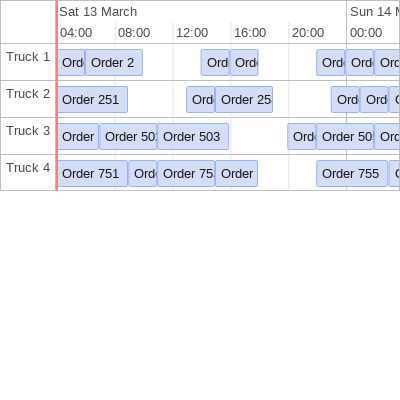 Sat 13 March Sun 14
04:00 08:00 12:00 16:00 20:00 00:00
Truck 1 Ord Order 2 Ord Ord Ord Ord Ord
Truck 2 Order 251 Ord Order 25 Ord Ord
Truck 3 Order Order 50 Order 503 Ord Order 50 Ord
Truck 4 Order 751 Ord Order 75 Order Order 755